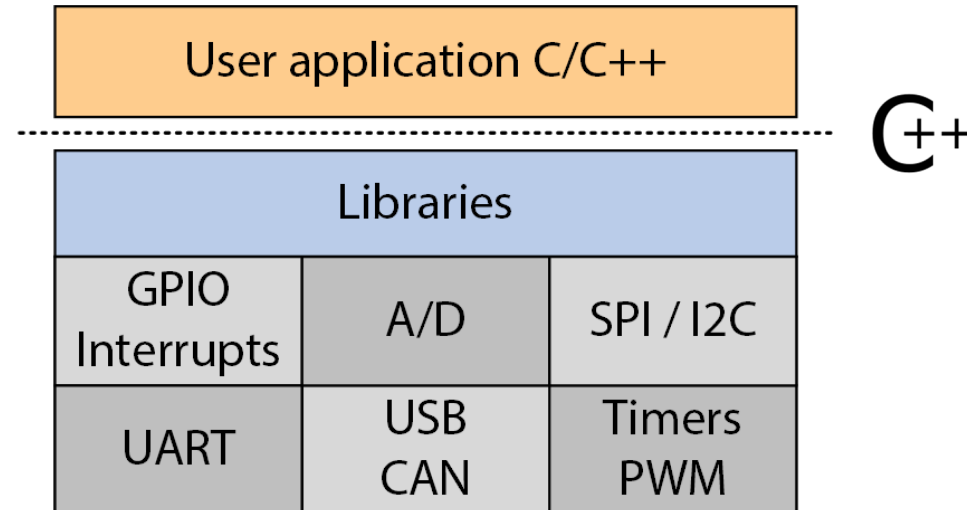 User application C/C++
C++
Libraries
GPIO
Interrupts
A/D
SPI / I2C
UART
USB
CAN
Timers
PWM